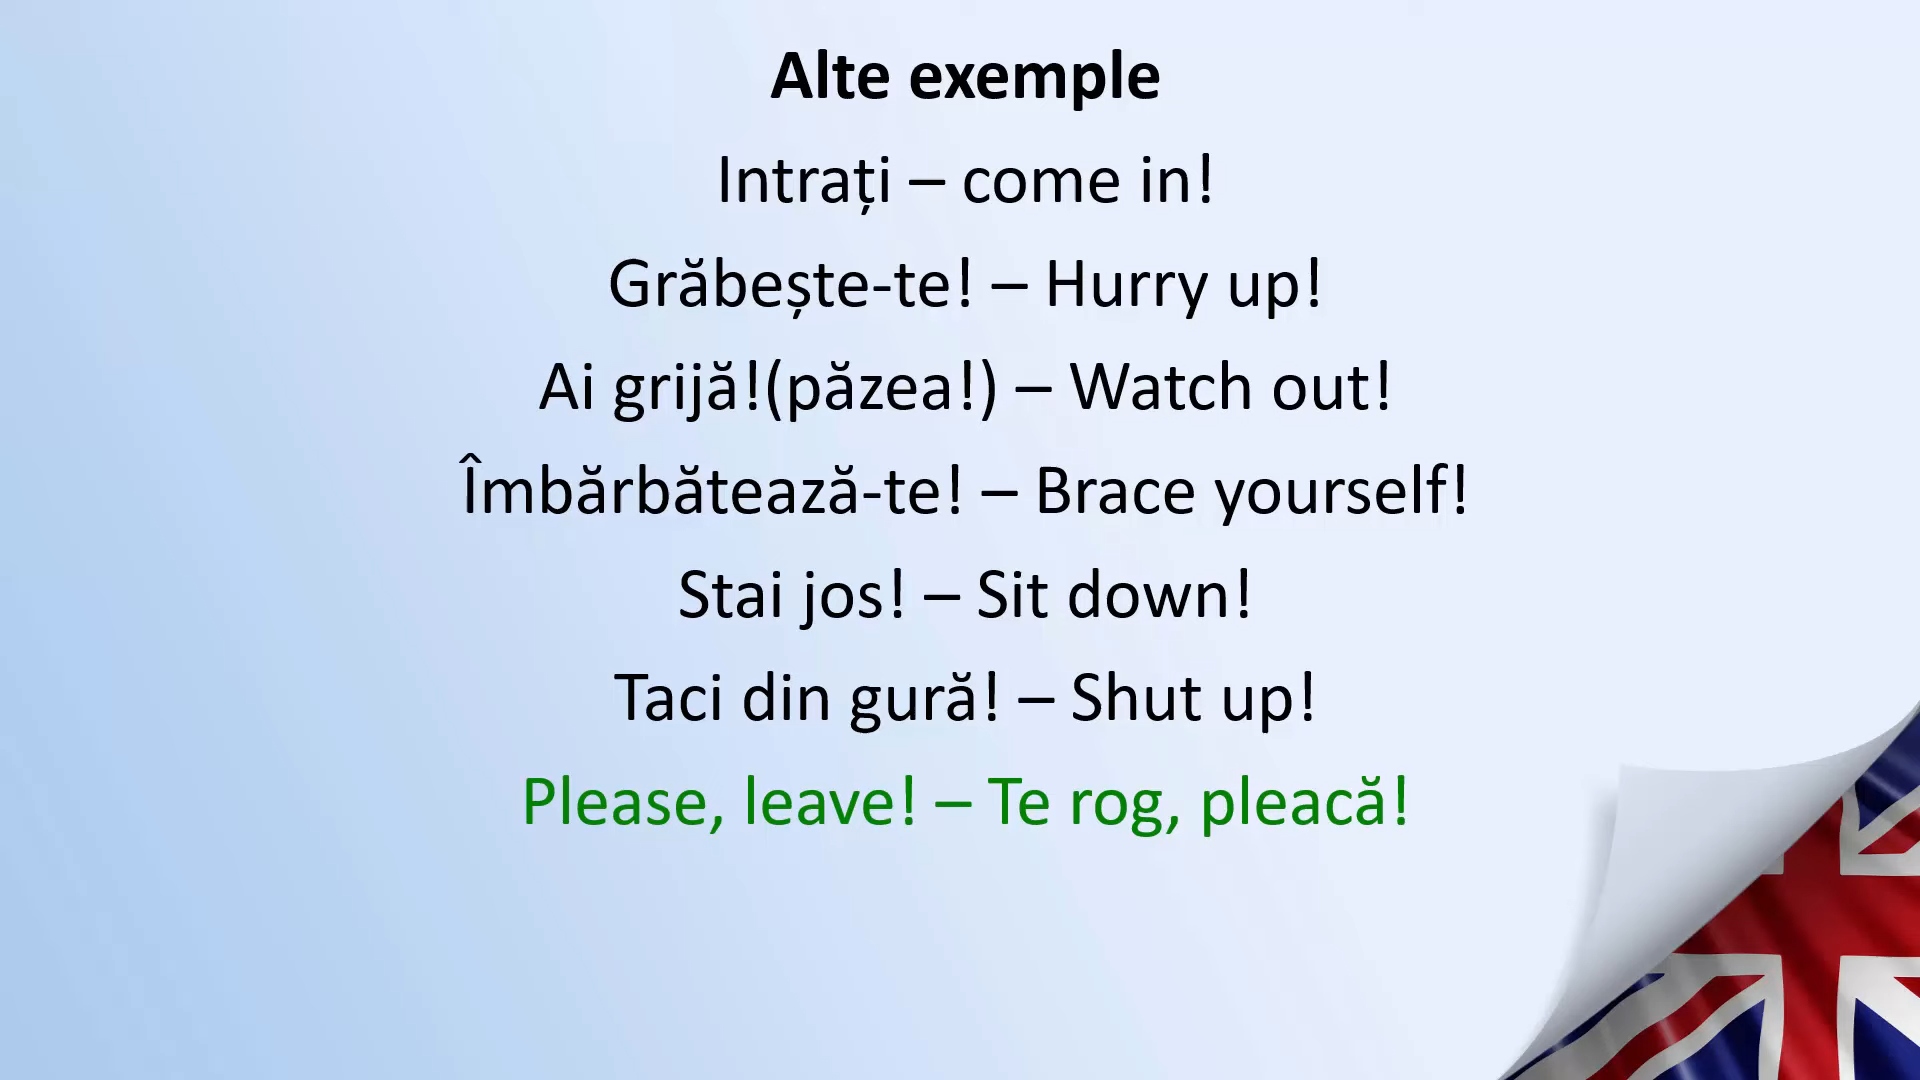 Alte exemple
Intrați – come in!
Grăbește-te! – Hurry up!
Ai grijă!(păzea!) – Watch out!
Îmbărbătează-te! – Brace yourself!
Stai jos! – Sit down!
Taci din gură! – Shut up!
Please, leave! – Te rog, pleacă!